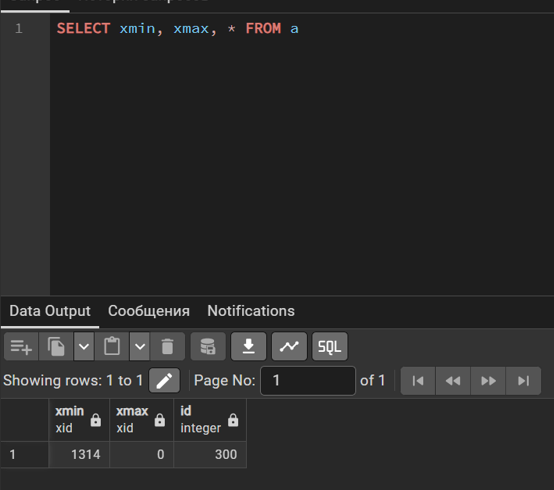 1 SELECT xmin, xmax, * FROM a
Data Output Сообщения Notifications
SQL
Showing rows: 1 to 1 Page No: 1 of 1
xmin xmax id
xid xid integer
1 1314 0 300